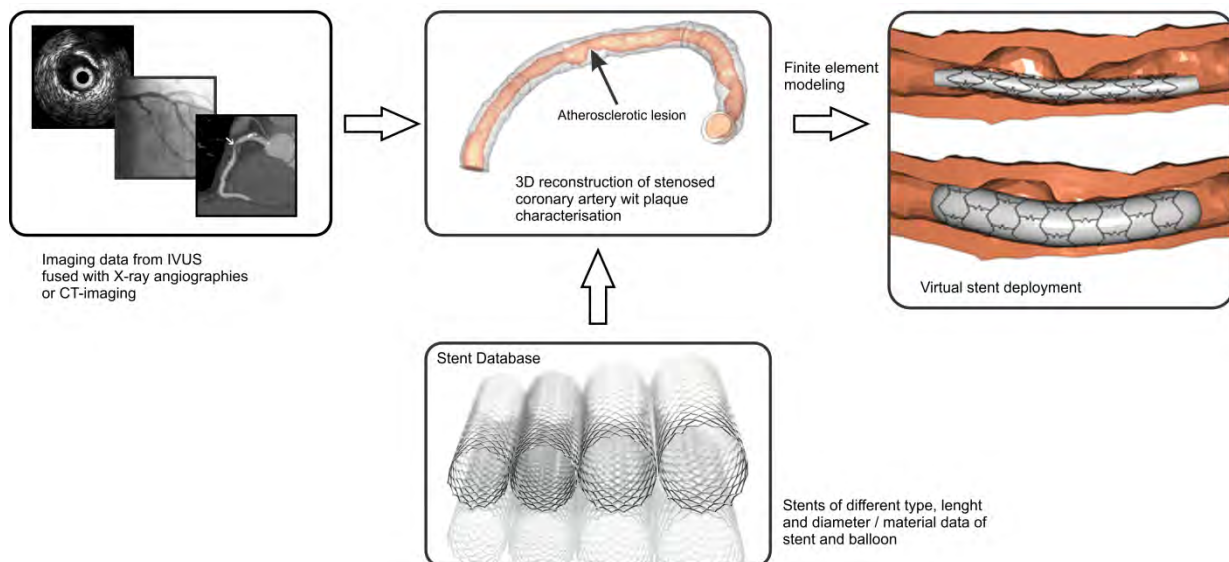 Imaging data from IVUS
fused with X-ray angiographies
or CT-imaging
Atherosclerotic lesion
3D reconstruction of stenosed
coronary artery wit plaque
characterisation
Finite element
modeling
Virtual stent deployment
Stent Database
Stents of different type, lenght
and diameter / material data of
stent and balloon